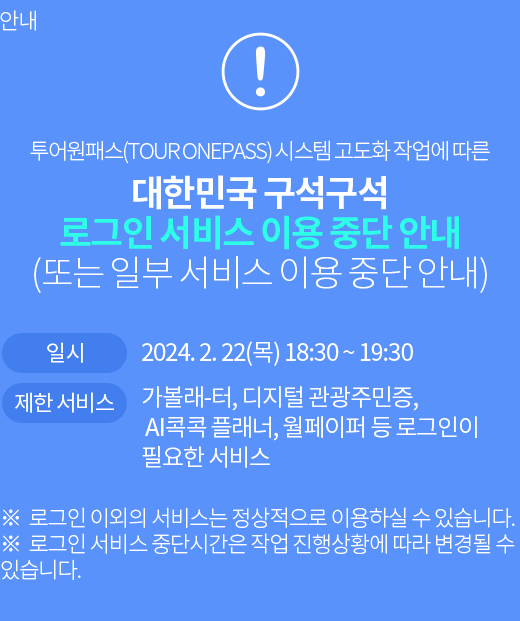 안내
투어원패스(TOUR ONEPASS) 시스템 고도화 작업에 따른
대한민국 구석구석
로그인 서비스 이용 중단 안내
(또는 일부 서비스 이용 중단 안내)
일시 2024. 2. 22(목) 18:30 ~ 19:30
제한 서비스 가볼래-터, 디지털 관광주민증,
AI콕콕 플래너, 월페이퍼 등 로그인이
필요한 서비스
※ 로그인 이외의 서비스는 정상적으로 이용하실 수 있습니다.
※ 로그인 서비스 중단시간은 작업 진행상황에 따라 변경될 수
있습니다.